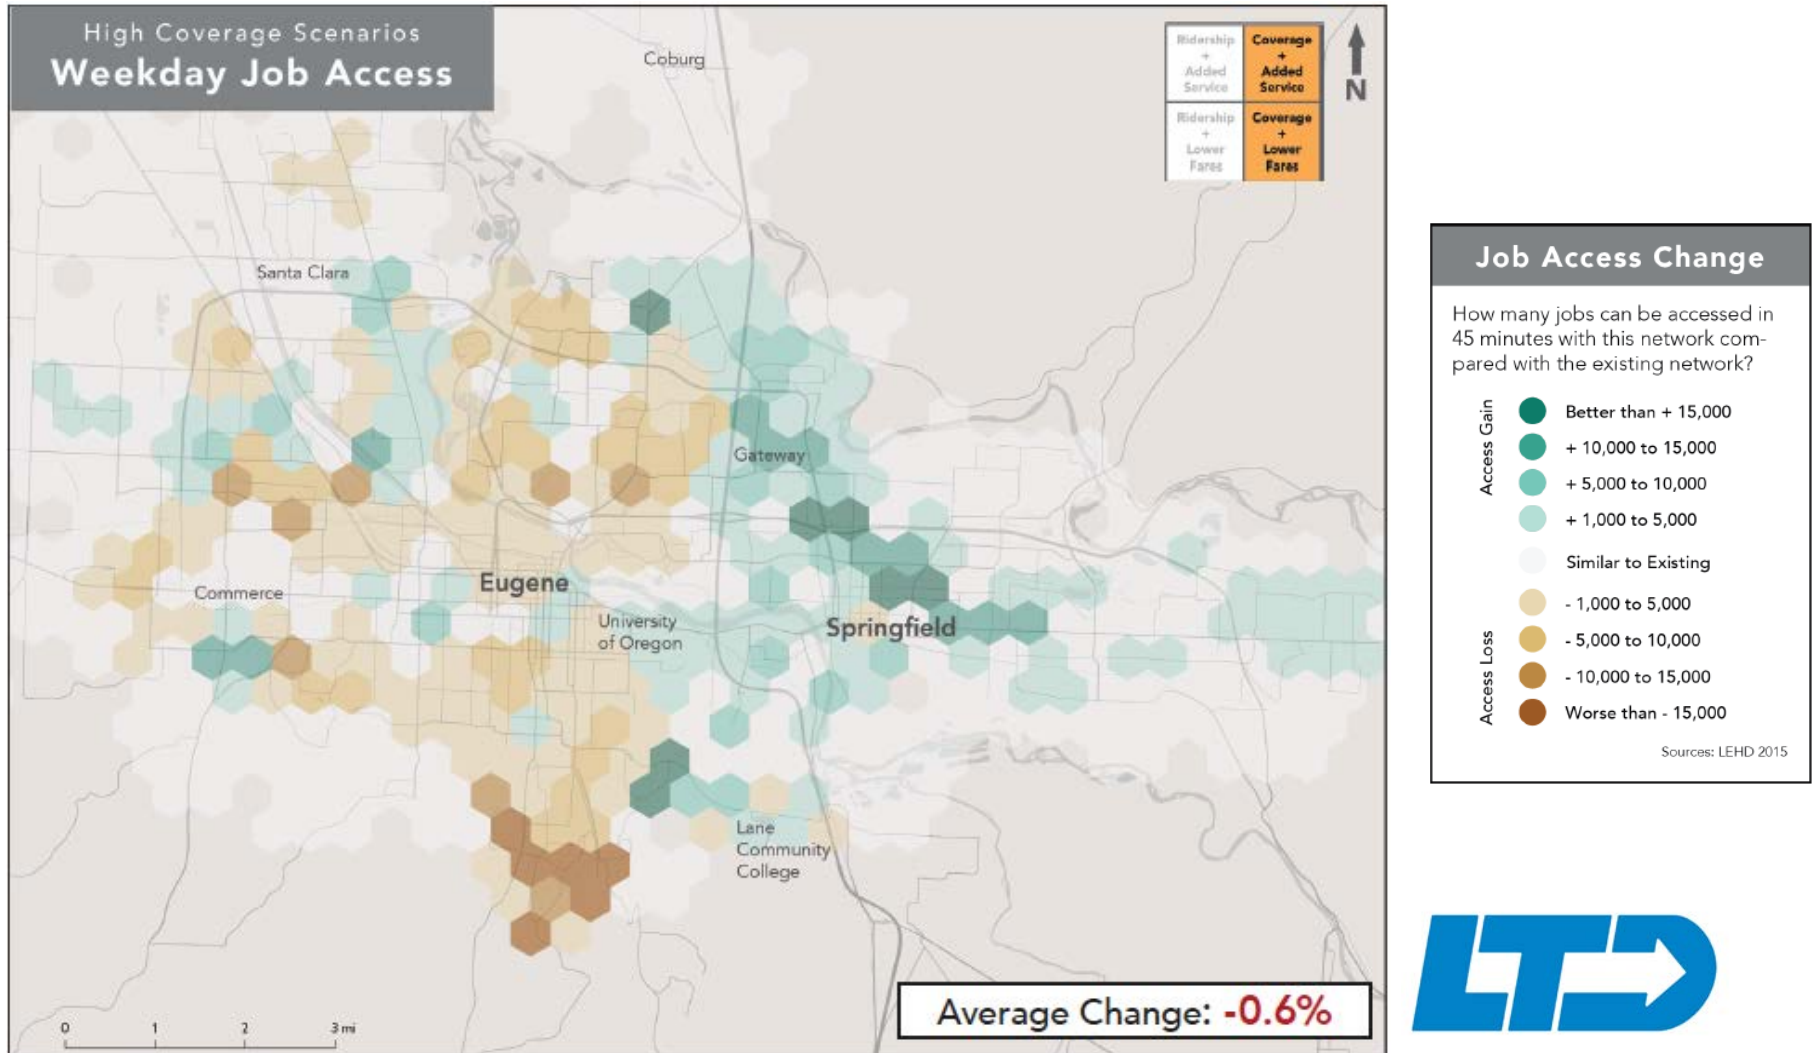 High Coverage Scenarios
Weekday Job Access
Coburg
Ridership
+
Added
Service
Coverage
+
Added
Service
Ridership
+
Lower
Fares
Coverage
+
Lower
Fares
N
Santa Clara
Gateway
Eugene
Commerce
University
of Oregon
Springfield
Lane
Community
College
0 1 2 3 mi
Average Change: -0.6%
Job Access Change
How many jobs can be accessed in
45 minutes with this network com-
pared with the existing network?
Access Gain
Better than + 15,000
+ 10,000 to 15,000
+ 5,000 to 10,000
+ 1,000 to 5,000
Similar to Existing
Access Loss
- 1,000 to 5,000
- 5,000 to 10,000
- 10,000 to 15,000
Worse than - 15,000
Sources: LEHD 2015
LTD